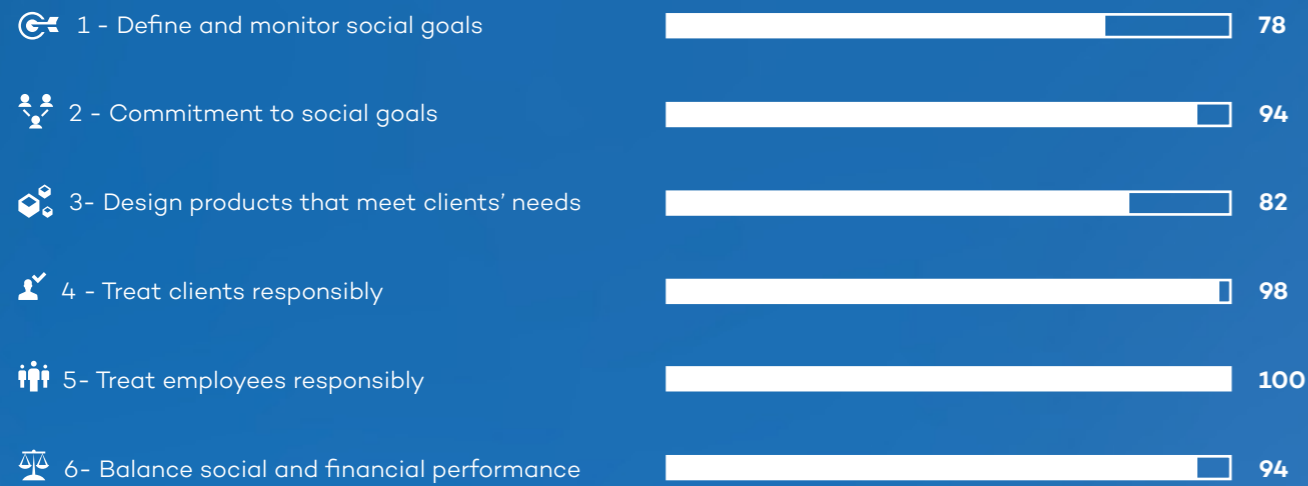 1 - Define and monitor social goals 78
2 - Commitment to social goals 94
3- Design products that meet clients’ needs 82
4 - Treat clients responsibly 98
5- Treat employees responsibly 100
6- Balance social and financial performance 94